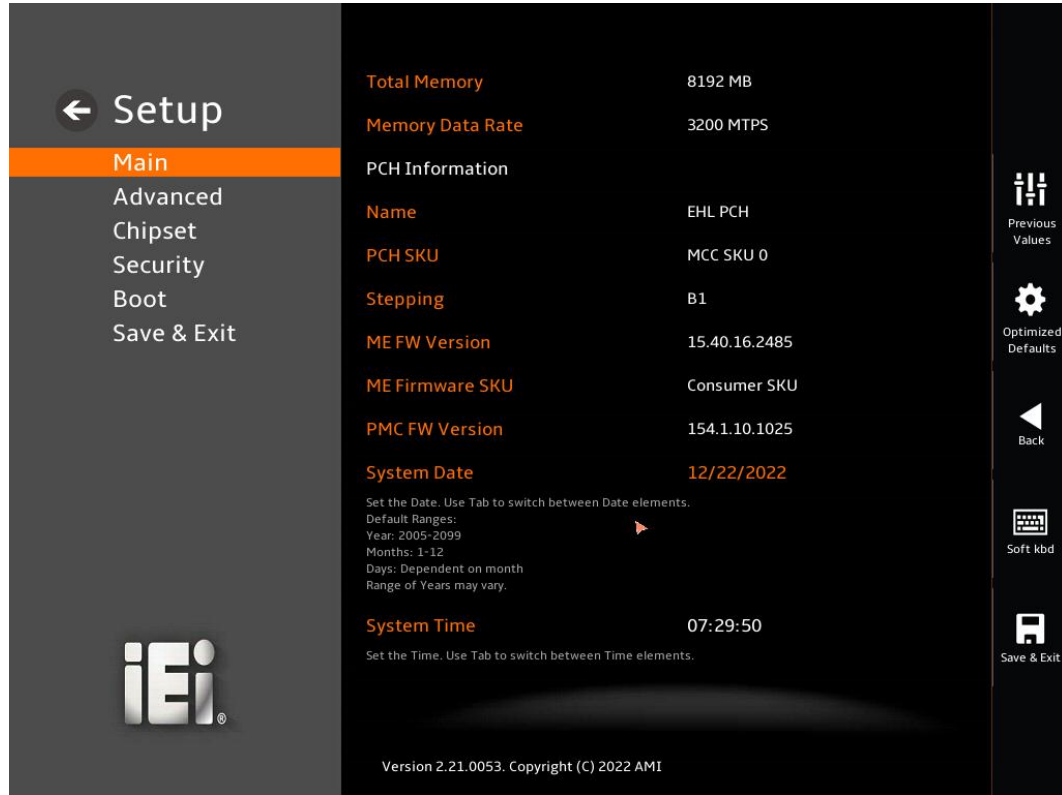 Setup
Main
Advanced
Chipset
Security
Boot
Save & Exit
iEi®
Total Memory 8192 MB
Memory Data Rate 3200 MTPS
PCH Information
Name EHL PCH
PCH SKU MCC SKU 0
Stepping B1
ME FW Version 15.40.16.2485
ME Firmware SKU Consumer SKU
PMC FW Version 154.1.10.1025
System Date 12/22/2022
Set the Date. Use Tab to switch between Date elements.
Default Ranges:
Year: 2005-2099
Months: 1-12
Days: Dependent on month
Range of Years may vary.
System Time 07:29:50
Set the Time. Use Tab to switch between Time elements.
Version 2.21.0053. Copyright (C) 2022 AMI
Previous
Values
Optimized
Defaults
Back
Soft kbd
Save & Exit